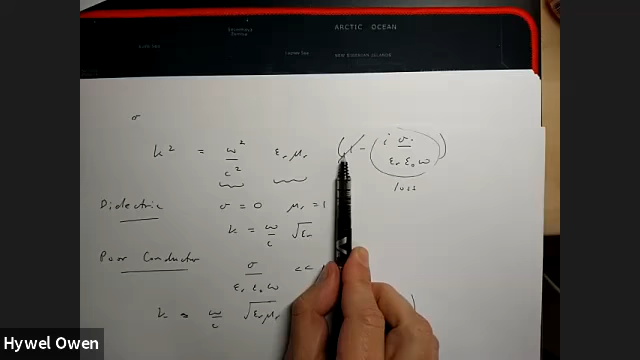 ARCTIC OCEAN
NEW SIBERIAN ISLANDS
σ
k² = ω²/c² εᵣμᵣ (1 - iσ/εᵣε₀ω)
loss
Dielectric σ = 0 μᵣ = 1
k = ω/c √εᵣ
Poor Conductor σ/εᵣε₀ω <<
k ≈ ω/c √εᵣμᵣ
Hywel Owen